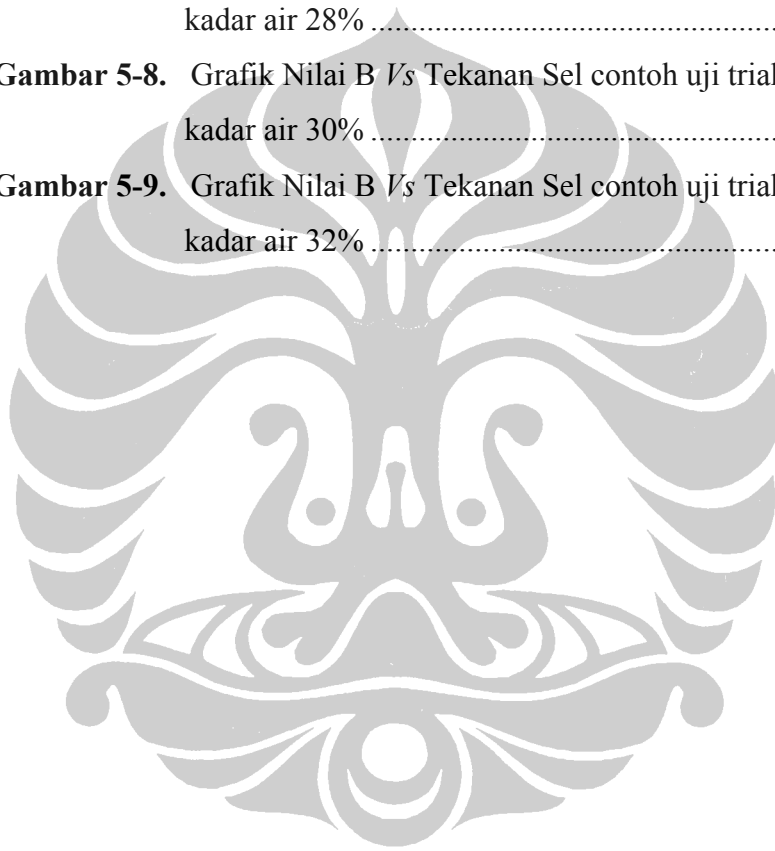 kadar air 28% ........................................................
Gambar 5-8. Grafik Nilai B Vs Tekanan Sel contoh uji trial
kadar air 30% ........................................................
Gambar 5-9. Grafik Nilai B Vs Tekanan Sel contoh uji trial
kadar air 32% ........................................................